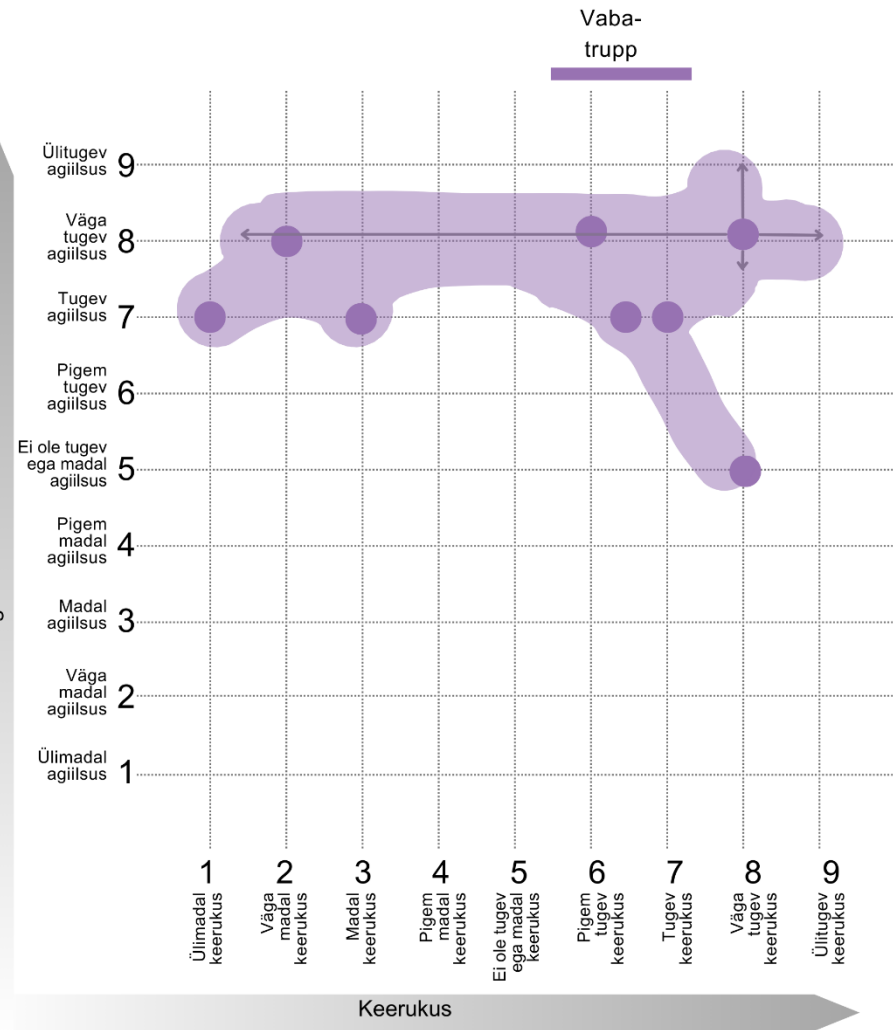 Vaba-
trupp
Ülitugev
agiilsus
9
Väga
tugev
agiilsus
8
Tugev
agiilsus
7
Pigem
tugev
agiilsus
6
Ei ole tugev
ega madal
agiilsus
5
Pigem
madal
agiilsus
4
Madal
agiilsus
3
Väga
madal
agiilsus
2
Ülimadal
agiilsus
1
1
2
3
4
5
6
7
8
9
Ülimadal
keerukus
Väga
madal
keerukus
Madal
keerukus
Pigem
madal
keerukus
Ei ole tugev
ega madal
keerukus
Pigem
tugev
keerukus
Tugev
keerukus
Väga
tugev
keerukus
Ülitugev
keerukus
Keerukus